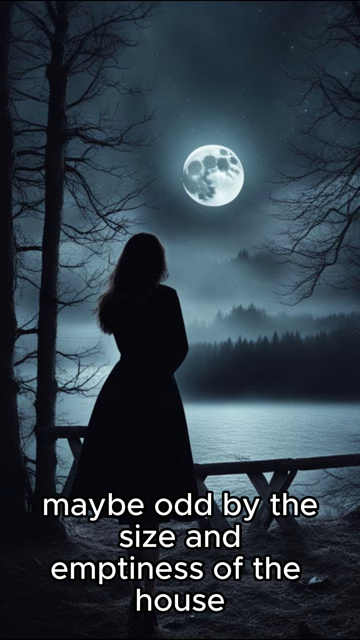 maybe odd by the
size and
emptiness of the
house